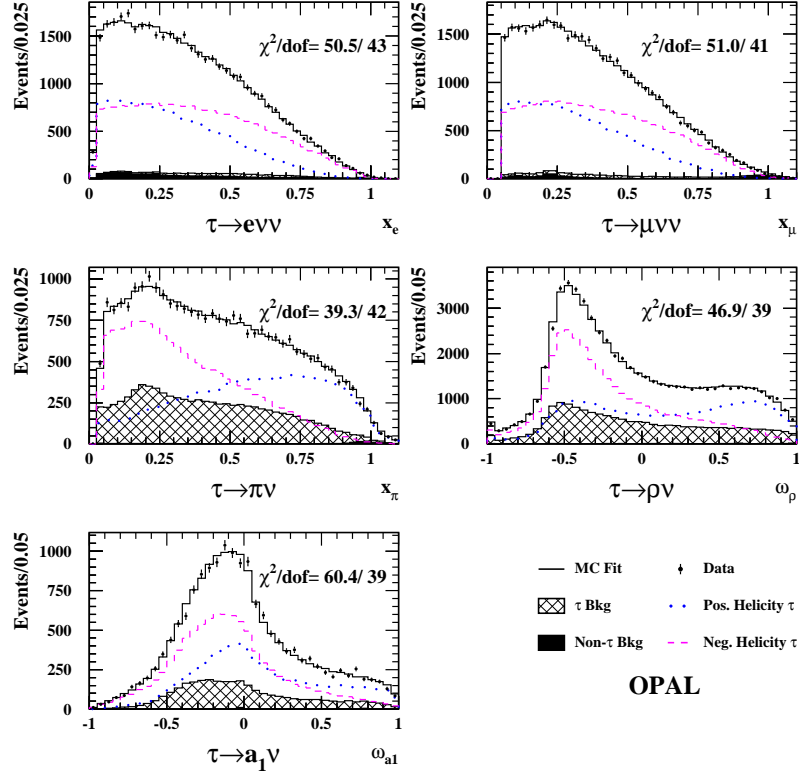 Events/0.025
1500
1000
500
0
χ²/dof= 50.5/ 43
0 0.25 0.5 0.75 1
τ→eνν x_e
Events/0.025
1500
1000
500
0
χ²/dof= 51.0/ 41
0 0.25 0.5 0.75 1
τ→μνν x_μ
Events/0.025
1000
750
500
250
0
χ²/dof= 39.3/ 42
0 0.25 0.5 0.75 1
τ→πν x_π
Events/0.05
3000
2000
1000
0
χ²/dof= 46.9/ 39
-1 -0.5 0 0.5 1
τ→ρν ω_ρ
Events/0.05
1000
750
500
250
0
χ²/dof= 60.4/ 39
-1 -0.5 0 0.5 1
τ→a₁ν ω_a1
MC Fit Data
τ Bkg Pos. Helicity τ
Non-τ Bkg Neg. Helicity τ
OPAL